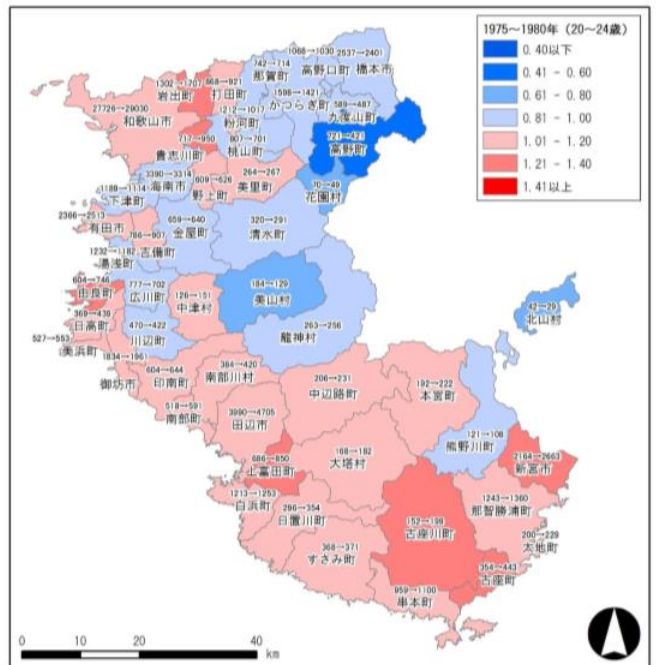 1975～1980年（20～24歳）
0.40以下
0.41 - 0.60
0.61 - 0.80
0.81 - 1.00
1.01 - 1.20
1.21 - 1.40
1.41以上
1068→1030
高野口町
2537→2401
橋本市
742→714
那賀町
1302→1707
岩出町
868→921
打田町
1598→1421
かつらぎ町
589→487
九度山町
27726→29030
和歌山市
1212→1017
粉河町
717→950
貴志川町
907→701
桃山町
721→421
高野町
3390→3314
海南市
609→626
野上町
264→267
美里町
70→49
花園村
1189→1114
下津町
2366→2513
有田市
786→907
吉備町
659→640
金屋町
320→291
清水町
1232→1182
湯浅町
604→746
由良町
777→702
広川町
126→151
中津村
184→129
美山村
42→29
北山村
369→439
日高町
470→422
川辺町
263→256
龍神村
527→553
美浜町
1834→1961
御坊市
604→644
印南町
384→420
南部川村
206→231
中辺路町
192→222
本宮町
518→591
南部町
3990→4705
田辺市
121→108
熊野川町
686→850
上富田町
168→182
大塔村
2164→2663
新宮市
1213→1253
白浜町
296→354
日置川町
152→199
古座川町
1243→1360
那智勝浦町
200→229
太地町
368→371
すさみ町
354→443
古座町
959→1100
串本町
0 10 20 40
km